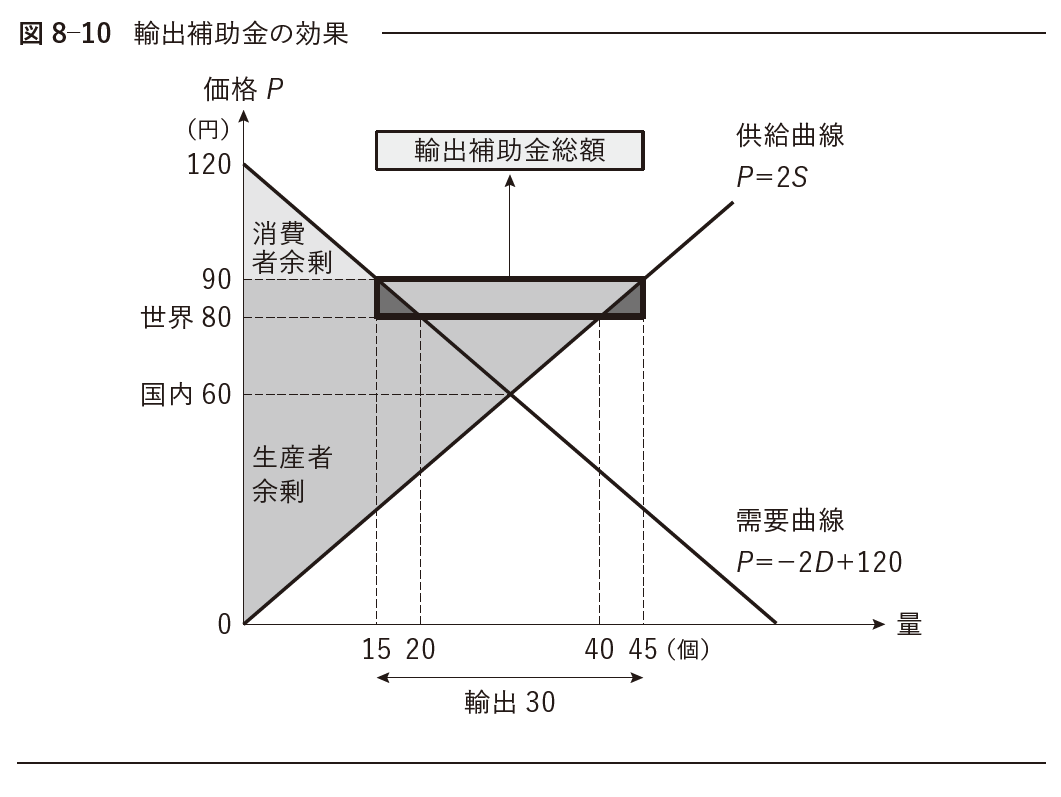 図 8-10 輸出補助金の効果
価格 P
(円)
120
輸出補助金総額
供給曲線
P=2S
消費
者余剰
90
世界 80
国内 60
生産者
余剰
需要曲線
P=−2D+120
0
量
15 20 40 45 (個)
輸出 30